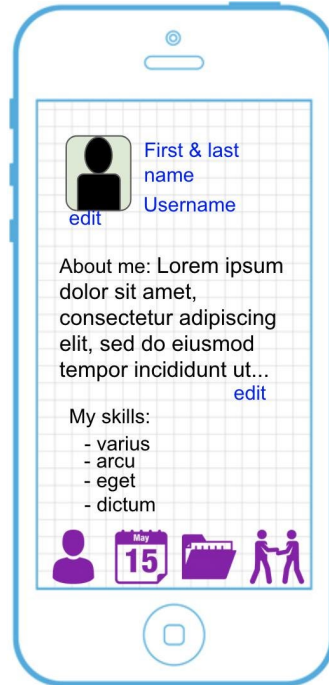 First & last
name
Username
edit
About me: Lorem ipsum
dolor sit amet,
consectetur adipiscing
elit, sed do eiusmod
tempor incididunt ut...
edit
My skills:
- varius
- arcu
- eget
- dictum
May
15